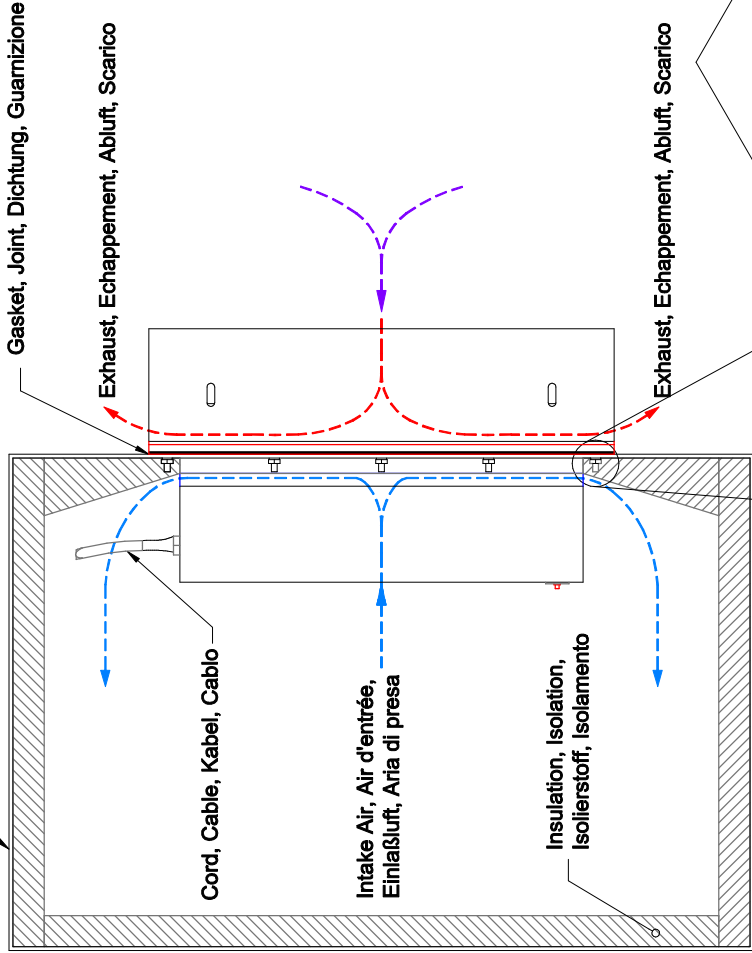 Gasket, Joint, Dichtung, Guarnizione
Exhaust, Echappement, Abluft, Scarico
Cord, Cable, Kabel, Cablo
Intake Air, Air d'entrée,
Einlaßluft, Aria di presa
Insulation, Isolation,
Isolierstoff, Isolamento
Exhaust, Echappement, Abluft, Scarico